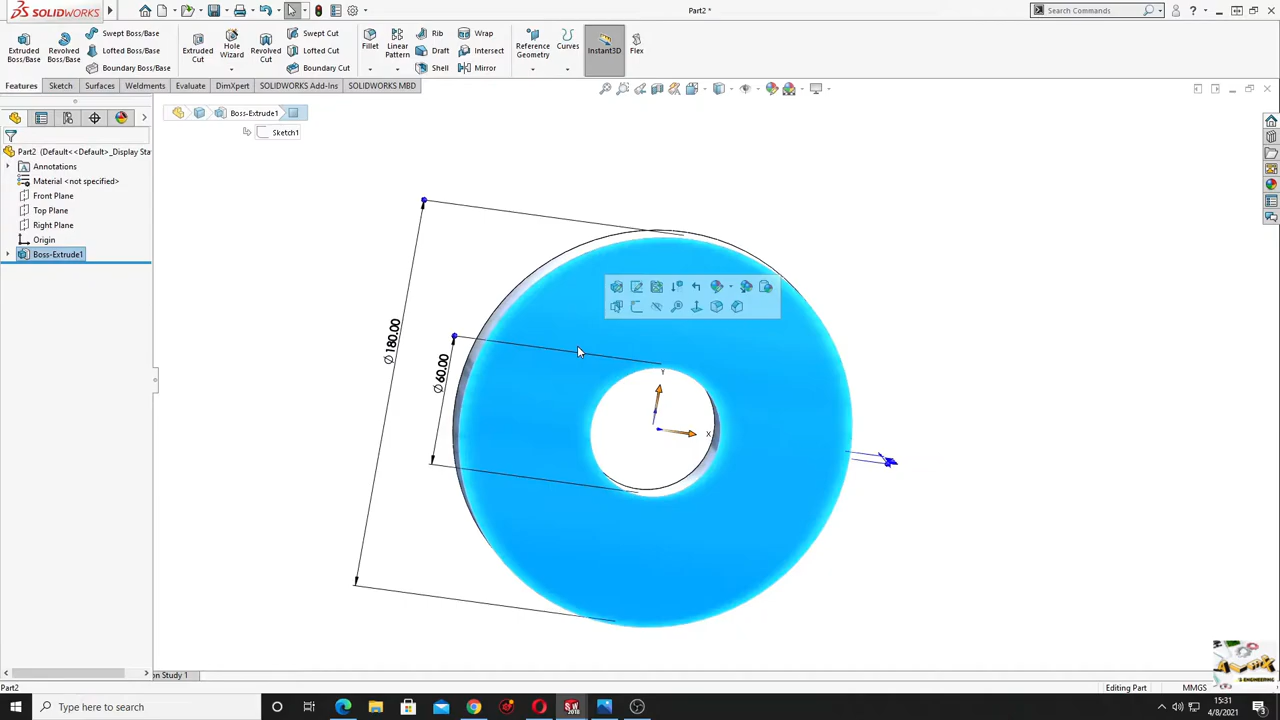 SOLIDWORKS
Part2 *
Search Commands
Extruded Boss/Base
Revolved Boss/Base
Swept Boss/Base
Lofted Boss/Base
Boundary Boss/Base
Extruded Cut
Hole Wizard
Revolved Cut
Swept Cut
Lofted Cut
Boundary Cut
Fillet
Linear Pattern
Rib
Draft
Shell
Wrap
Intersect
Mirror
Reference Geometry
Curves
Instant3D
Flex
Features
Sketch
Surfaces
Weldments
Evaluate
DimXpert
SOLIDWORKS Add-Ins
SOLIDWORKS MBD
Boss-Extrude1
Sketch1
Part2 (Default<<Default>_Display Sta
Annotations
Material <not specified>
Front Plane
Top Plane
Right Plane
Origin
Boss-Extrude1
∅180.00
∅60.00
Y
X
on Study 1
Part2
Editing Part
MMGS
Type here to search
SW
2018
15:31
4/8/2021
3